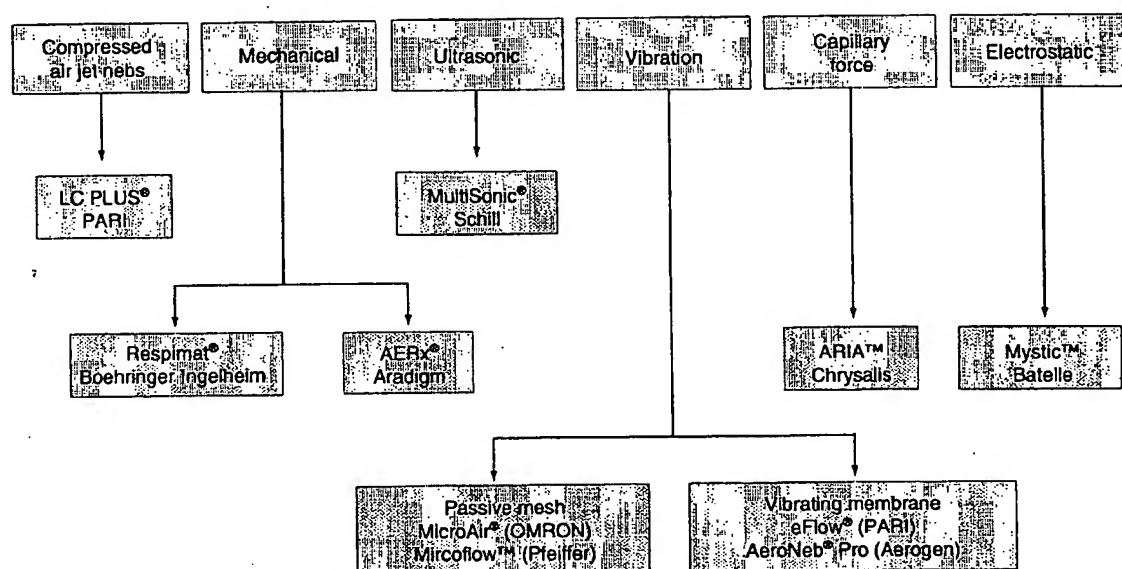 Compressed
air jet nebs
Mechanical
Ultrasonic
Vibration
Capillary
force
Electrostatic
LC PLUS®
PARI
MultiSonic®
Schill
Respimat®
Boehringer Ingelheim
AERx®
Aradigm
ARIA™
Chrysalis
Mystic™
Batelle
Passive mesh
MicroAir® (OMRON)
Mircoflow™ (Pfeiffer)
Vibrating membrane
eFlow® (PARI)
AeroNeb® Pro (Aerogen)